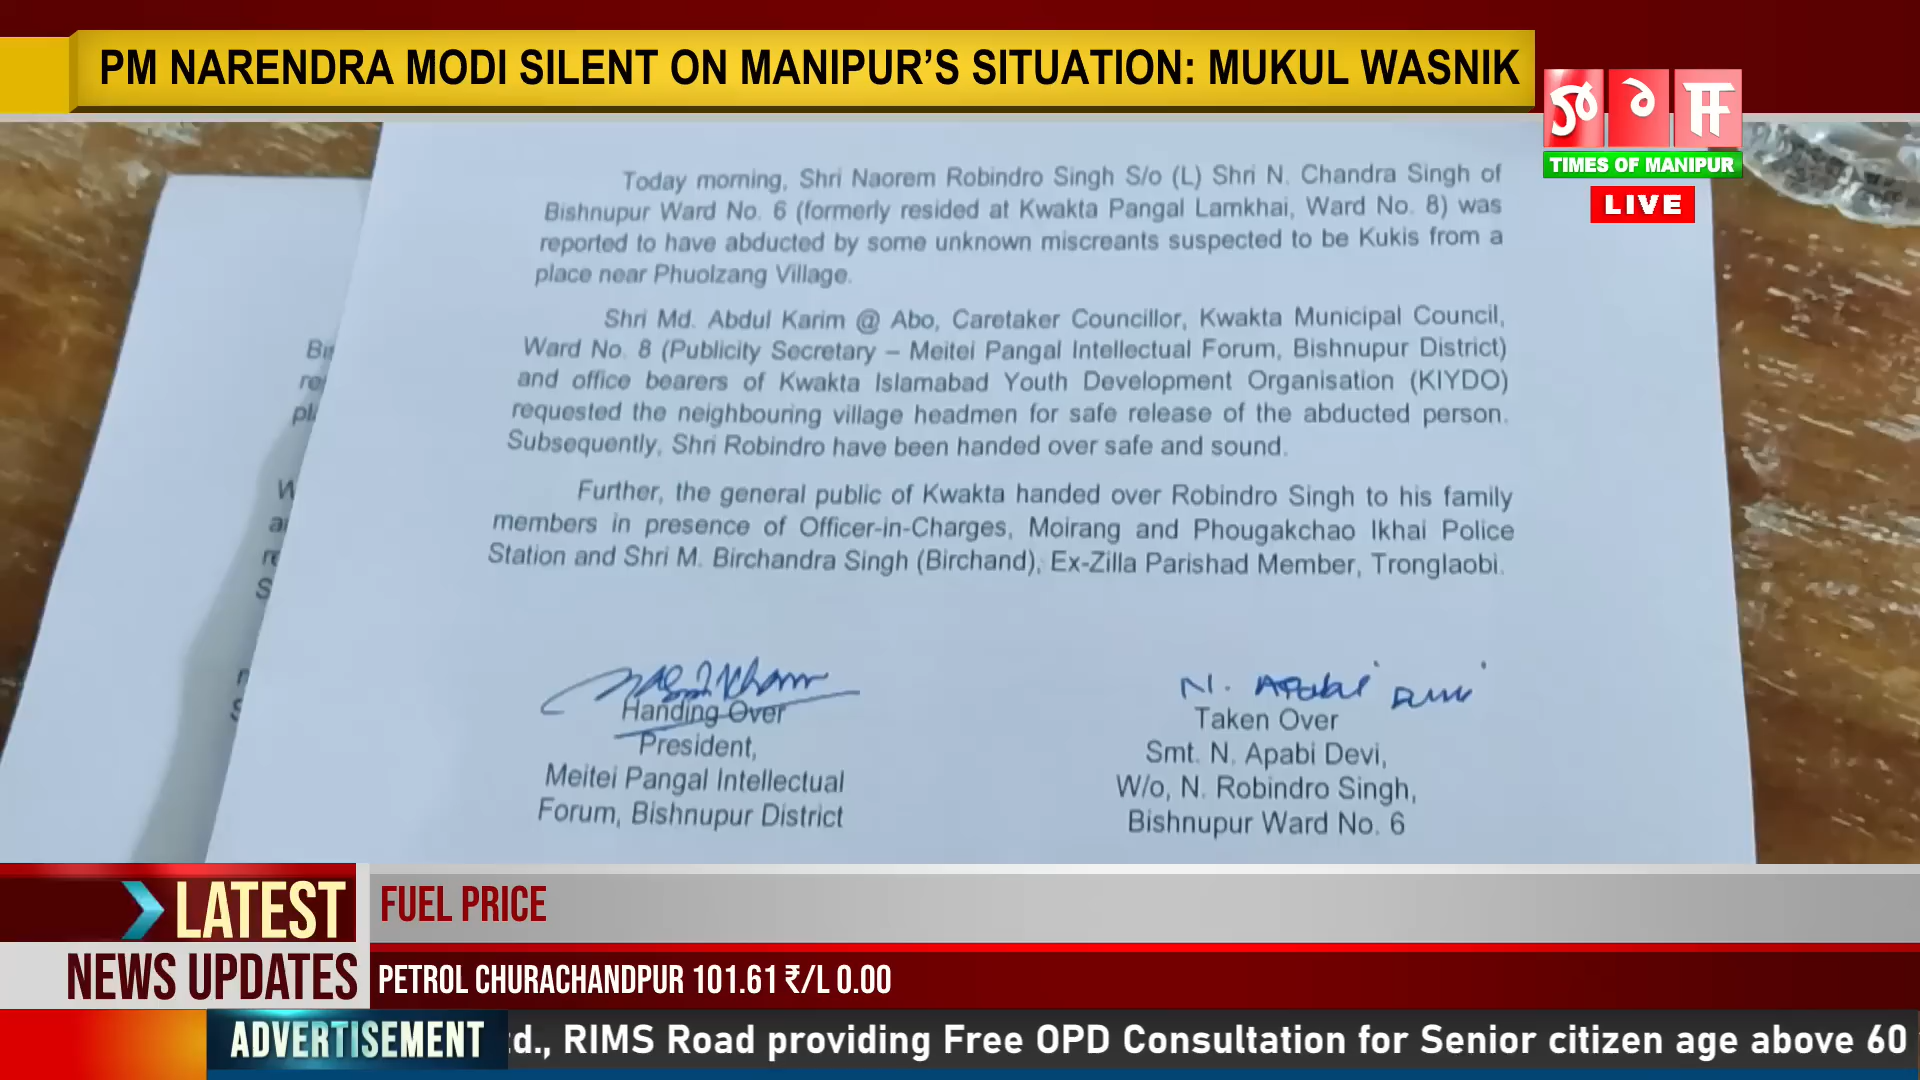 PM NARENDRA MODI SILENT ON MANIPUR'S SITUATION: MUKUL WASNIK
TIMES OF MANIPUR
LIVE
Today morning, Shri Naorem Robindro Singh S/o (L) Shri N. Chandra Singh of
Bishnupur Ward No. 6 (formerly resided at Kwakta Pangal Lamkhai, Ward No. 8) was
reported to have abducted by some unknown miscreants suspected to be Kukis from a
place near Phuolzang Village.
Shri Md. Abdul Karim @ Abo, Caretaker Councillor, Kwakta Municipal Council,
Ward No. 8 (Publicity Secretary – Meitei Pangal Intellectual Forum, Bishnupur District)
and office bearers of Kwakta Islamabad Youth Development Organisation (KIYDO)
requested the neighbouring village headmen for safe release of the abducted person.
Subsequently, Shri Robindro have been handed over safe and sound.
Further, the general public of Kwakta handed over Robindro Singh to his family
members in presence of Officer-in-Charges, Moirang and Phougakchao Ikhai Police
Station and Shri M. Birchandra Singh (Birchand), Ex-Zilla Parishad Member, Tronglaobi.
Handing Over
President,
Meitei Pangal Intellectual
Forum, Bishnupur District
N. Apabi Devi
Taken Over
Smt. N. Apabi Devi,
W/o, N. Robindro Singh,
Bishnupur Ward No. 6
LATEST
NEWS UPDATES
FUEL PRICE
PETROL CHURACHANDPUR 101.61 ₹/L 0.00
ADVERTISEMENT
td., RIMS Road providing Free OPD Consultation for Senior citizen age above 60